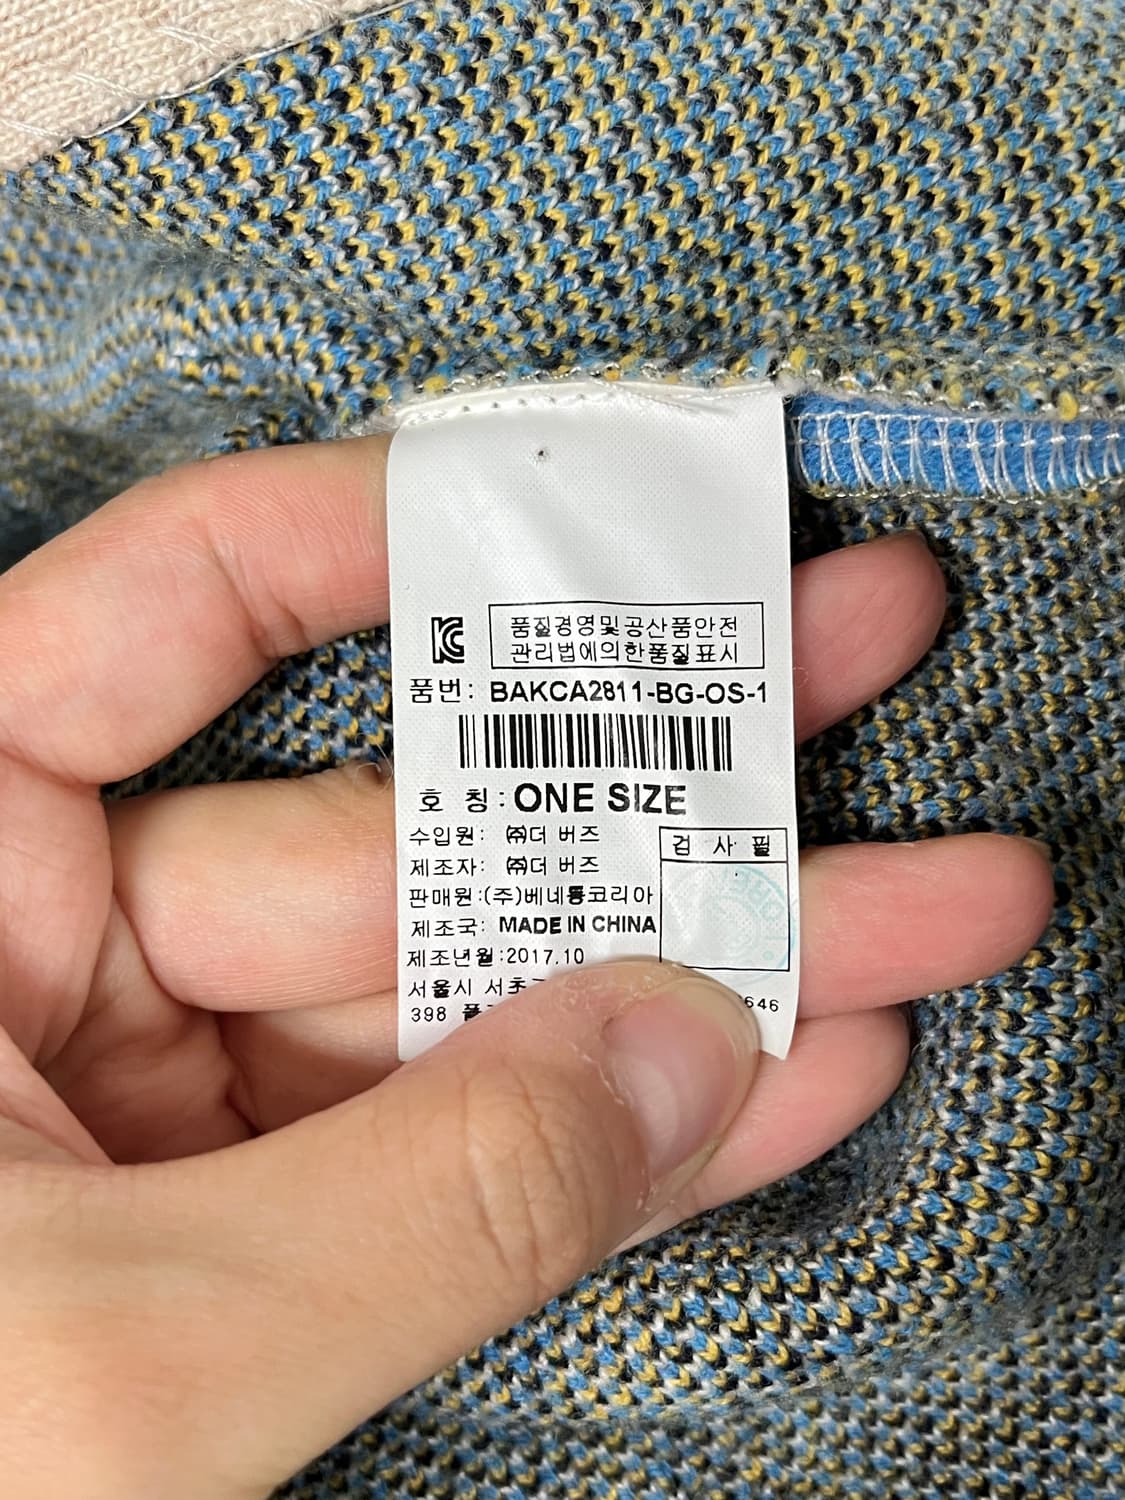 품질경영및공산품안전
관리법에의한품질표시
품번: BAKCA2811-BG-OS-1
호 칭: ONE SIZE
수입원: ㈜더 버즈
제조자: ㈜더 버즈
검 사 필
판매원:(주)베네통코리아
제조국: MADE IN CHINA
제조년월:2017.10
서울시 서초
398
646